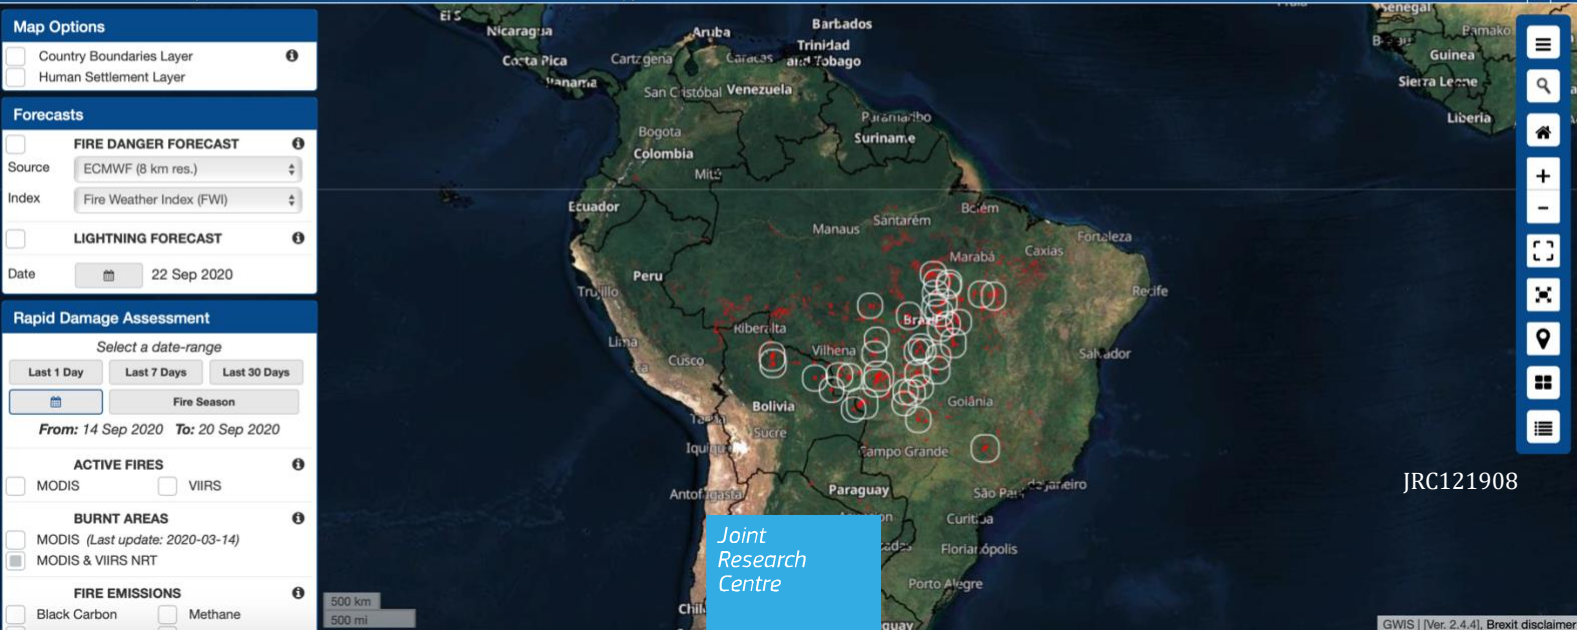 Map Options
Country Boundaries Layer
Human Settlement Layer
Forecasts
FIRE DANGER FORECAST
Source ECMWF (8 km res.)
Index Fire Weather Index (FWI)
LIGHTNING FORECAST
Date 22 Sep 2020
Rapid Damage Assessment
Select a date-range
Last 1 Day Last 7 Days Last 30 Days
Fire Season
From: 14 Sep 2020 To: 20 Sep 2020
ACTIVE FIRES
MODIS VIIRS
BURNT AREAS
MODIS (Last update: 2020-03-14)
MODIS & VIIRS NRT
FIRE EMISSIONS
Black Carbon Methane
Nicaragua
Barbados
Aruba
Trinidad
and Tobago
Costa Rica
Cartagena
Caracas
Panama
San Cristóbal
Venezuela
Paramaribo
Suriname
Bogota
Colombia
Mitú
Ecuador
Belém
Santarém
Manaus
Fortaleza
Caxias
Marabá
Peru
Trujillo
Recife
Brazil
Riberalta
Lima
Vilhena
Cusco
Salvador
Bolivia
Goiânia
Sucre
Iquique
Campo Grande
Antofagasta
Paraguay
São Paulo
de Janeiro
Curitiba
Florianópolis
Porto Alegre
Senegal
Bamako
Guinea
Sierra Leone
Liberia
JRC121908
Joint
Research
Centre
500 km
500 mi
GWIS | [Ver. 2.4.4], Brexit disclaimer